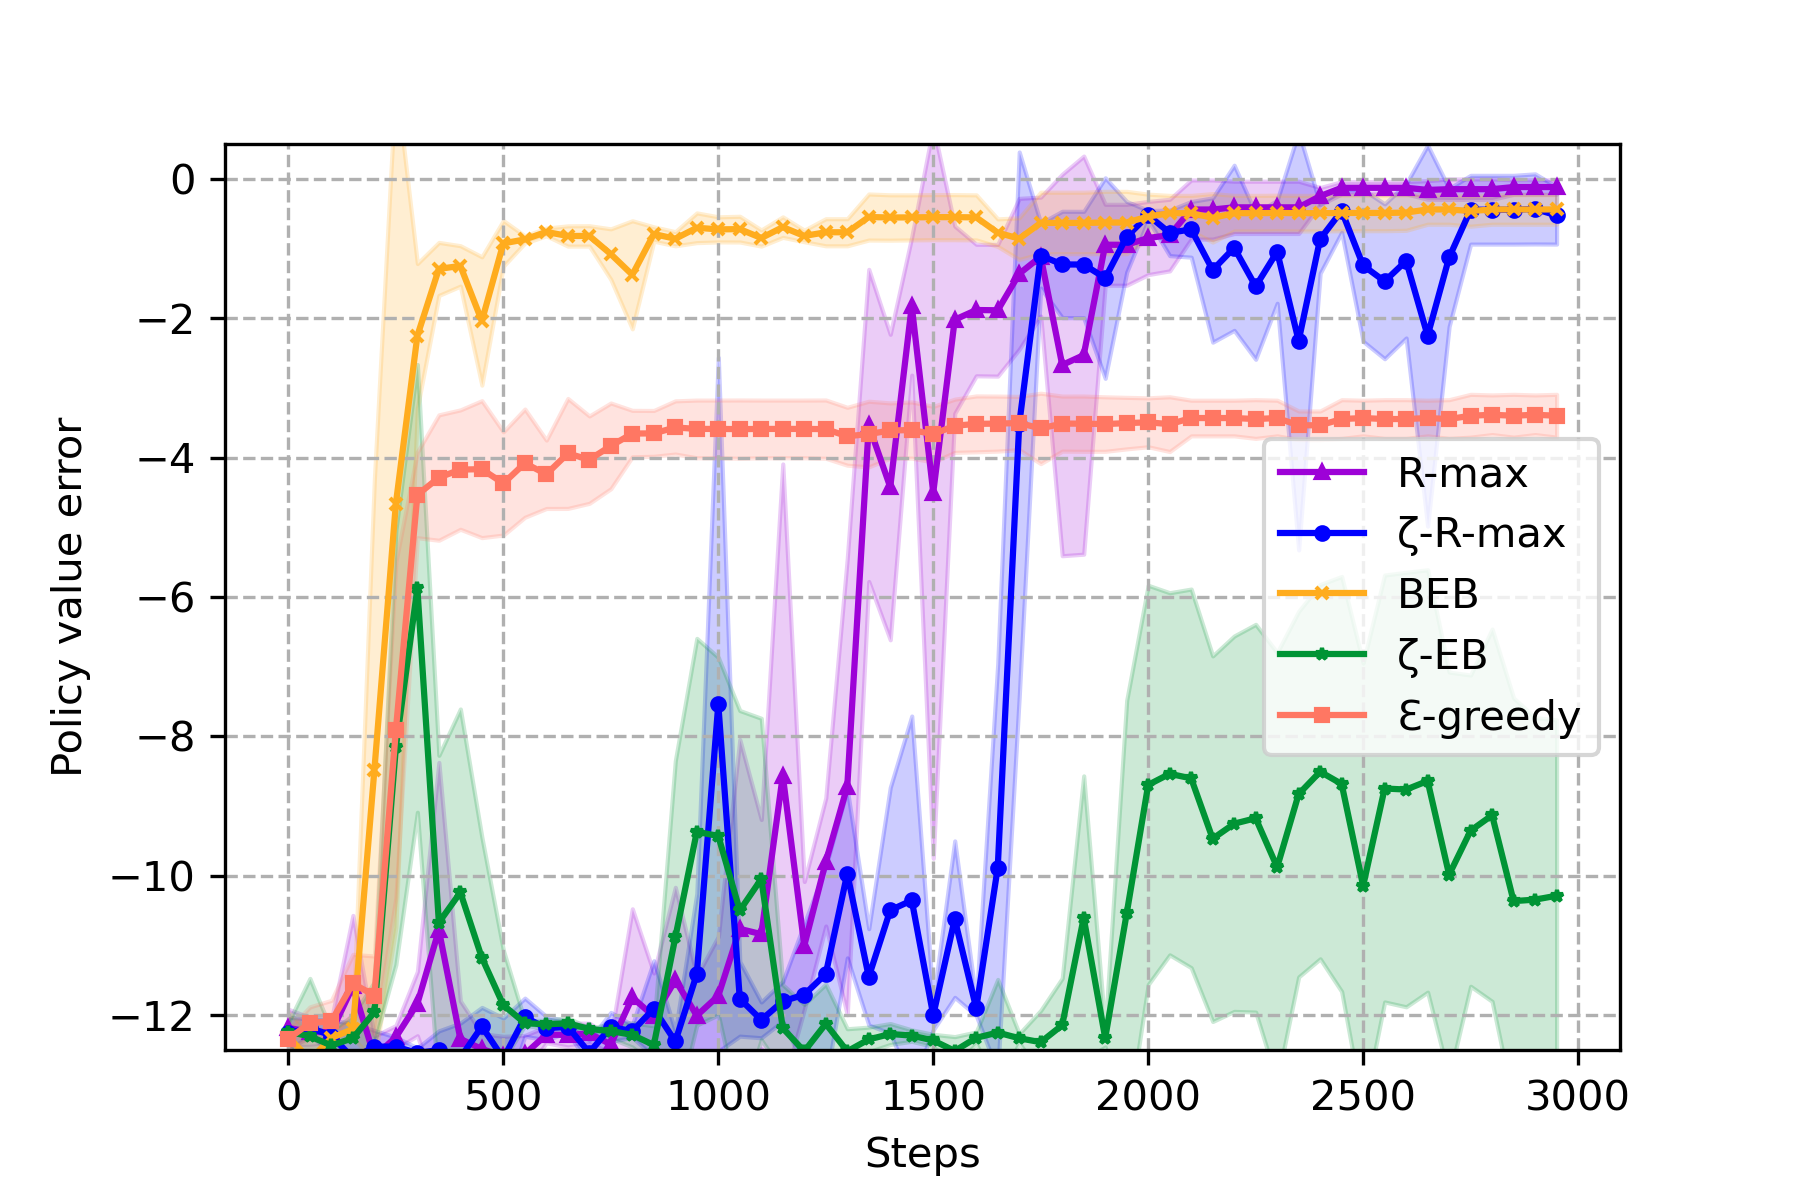 0
−2
−4
−6
−8
−10
−12
Policy value error
0 500 1000 1500 2000 2500 3000
Steps
R-max
ζ-R-max
BEB
ζ-EB
Ɛ-greedy